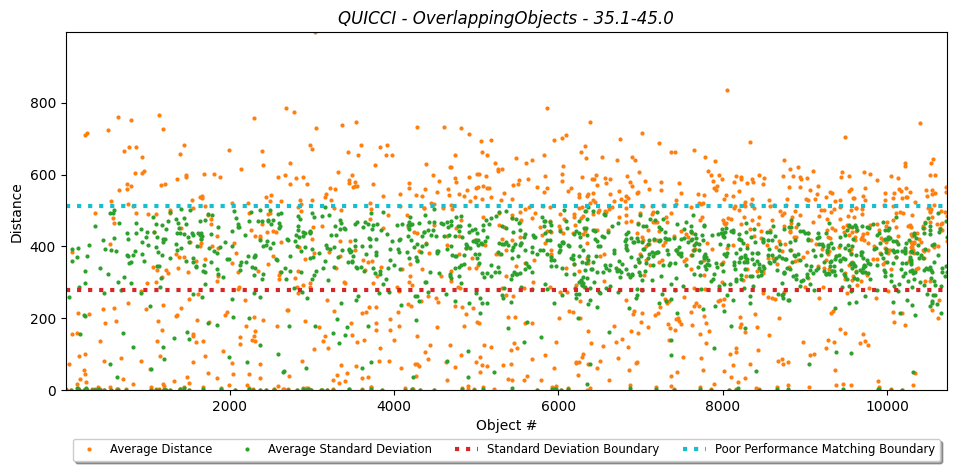 QUICCI - OverlappingObjects - 35.1-45.0
800
600
400
200
0
Distance
2000 4000 6000 8000 10000
Object #
Average Distance Average Standard Deviation Standard Deviation Boundary Poor Performance Matching Boundary